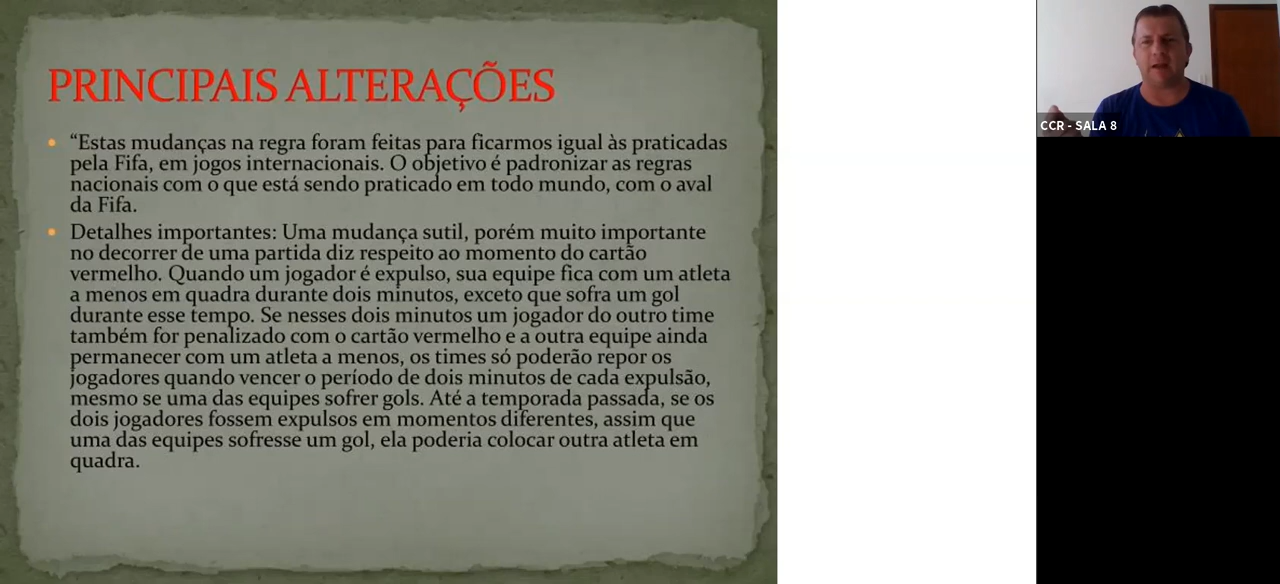 PRINCIPAIS ALTERAÇÕES
• “Estas mudanças na regra foram feitas para ficarmos igual às praticadas
pela Fifa, em jogos internacionais. O objetivo é padronizar as regras
nacionais com o que está sendo praticado em todo mundo, com o aval
da Fifa.
• Detalhes importantes: Uma mudança sutil, porém muito importante
no decorrer de uma partida diz respeito ao momento do cartão
vermelho. Quando um jogador é expulso, sua equipe fica com um atleta
a menos em quadra durante dois minutos, exceto que sofra um gol
durante esse tempo. Se nesses dois minutos um jogador do outro time
também for penalizado com o cartão vermelho e a outra equipe ainda
permanecer com um atleta a menos, os times só poderão repor os
jogadores quando vencer o período de dois minutos de cada expulsão,
mesmo se uma das equipes sofrer gols. Até a temporada passada, se os
dois jogadores fossem expulsos em momentos diferentes, assim que
uma das equipes sofresse um gol, ela poderia colocar outra atleta em
quadra.
CCR - SALA 8